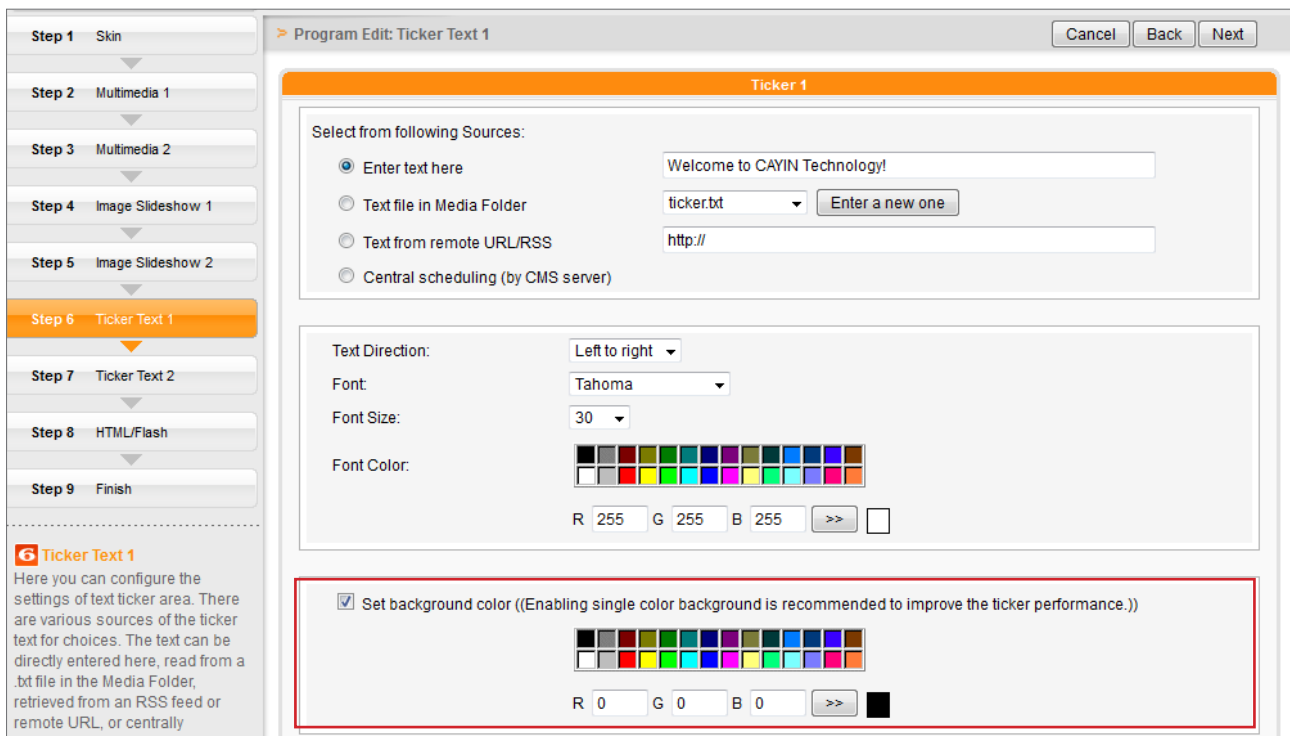 Step 1 Skin
Step 2 Multimedia 1
Step 3 Multimedia 2
Step 4 Image Slideshow 1
Step 5 Image Slideshow 2
Step 6 Ticker Text 1
Step 7 Ticker Text 2
Step 8 HTML/Flash
Step 9 Finish
6 Ticker Text 1
Here you can configure the
settings of text ticker area. There
are various sources of the ticker
text for choices. The text can be
directly entered here, read from a
.txt file in the Media Folder,
retrieved from an RSS feed or
remote URL, or centrally
Program Edit: Ticker Text 1
Cancel Back Next
Ticker 1
Select from following Sources:
Enter text here Welcome to CAYIN Technology!
Text file in Media Folder ticker.txt Enter a new one
Text from remote URL/RSS http://
Central scheduling (by CMS server)
Text Direction: Left to right
Font: Tahoma
Font Size: 30
Font Color:
R 255 G 255 B 255 >>
Set background color ((Enabling single color background is recommended to improve the ticker performance.))
R 0 G 0 B 0 >>